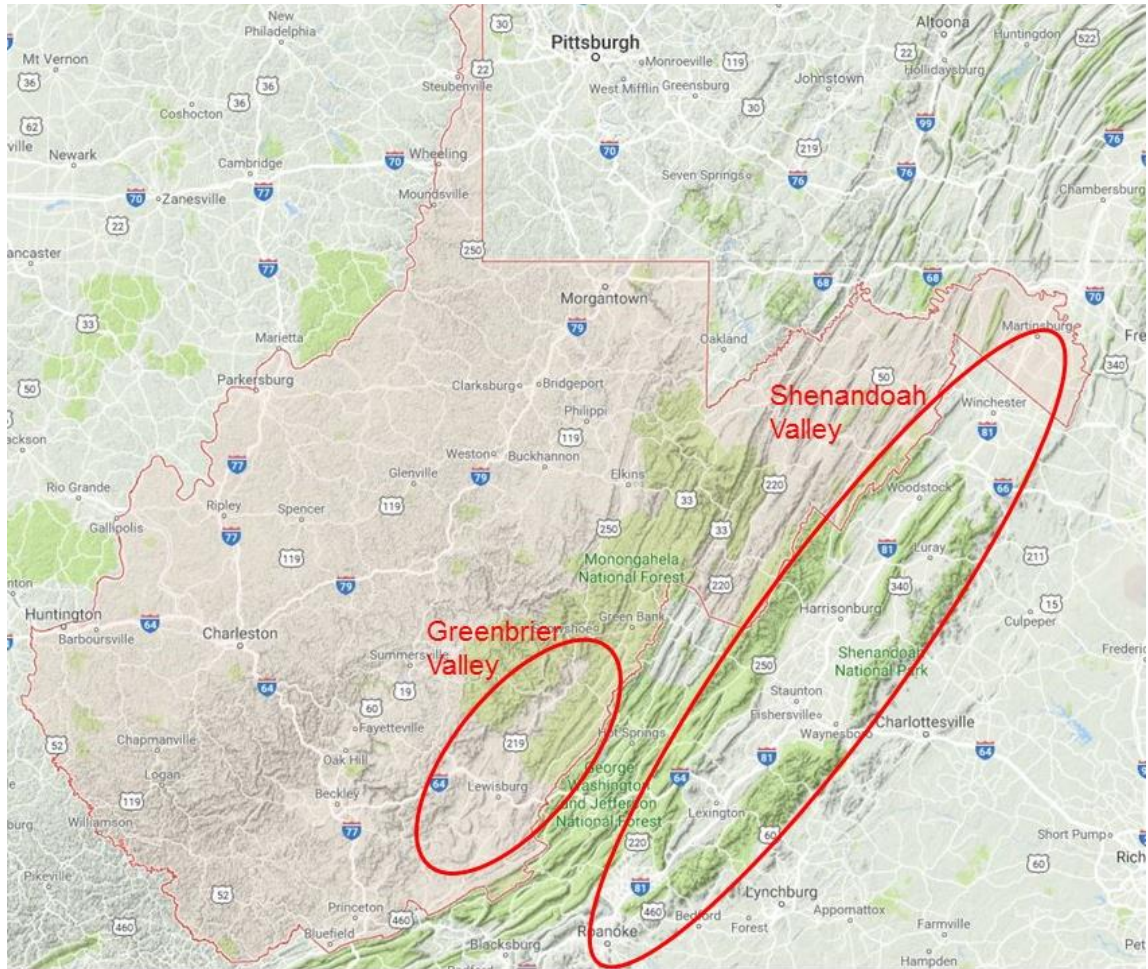 New
Philadelphia
Mt Vernon
Pittsburgh
Altoona
Huntingdon
Monroeville
Hollidaysburg
Steubenville
West Mifflin
Greensburg
Johnstown
Coshocton
Newark
Cambridge
Wheeling
Seven Springs
Zanesville
Moundsville
Chambersburg
ancaster
Morgantown
Marietta
Oakland
Martinsburg
Parkersburg
Clarksburg
Bridgeport
Philippi
Shenandoah
Valley
Winchester
Weston
Buckhannon
Glenville
Elkins
Rio Grande
Ripley
Spencer
Woodstock
Gallipolis
Luray
Monongahela
National Forest
Green Bank
Harrisonburg
Culpeper
Huntington
Barboursville
Charleston
Greenbrier
Valley
Summersville
Shenandoah
National Park
Staunton
Fishersville
Waynesboro
Charlottesville
Fayetteville
Oak Hill
Hot Springs
Chapmanville
Logan
Beckley
Lewisburg
George
Washington
and Jefferson
National Forest
Lexington
Williamson
Short Pump
Pikeville
Princeton
Bluefield
Lynchburg
Bedford
Forest
Appomattox
Farmville
Roanoke
Blacksburg
Hampden